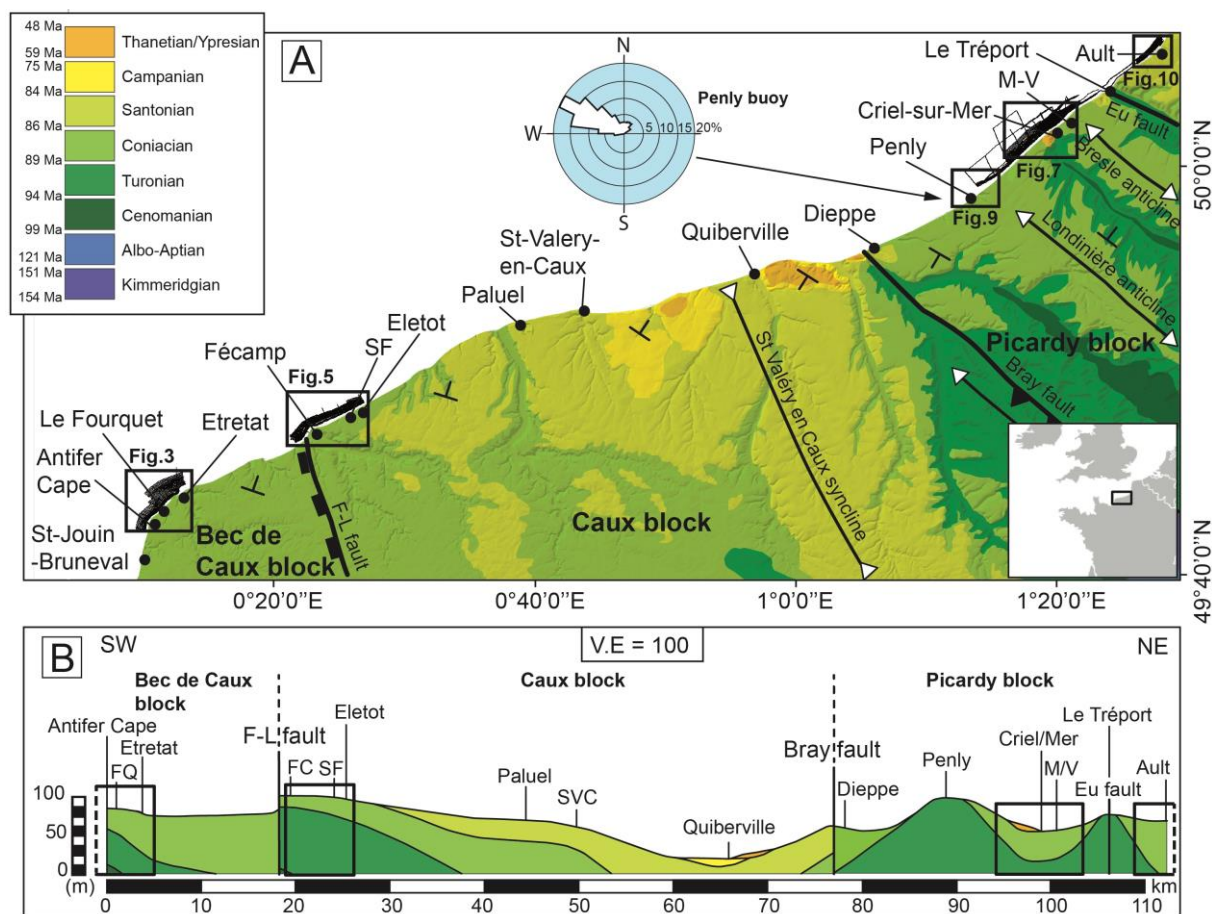 48 Ma
59 Ma
Thanetian/Ypresian
75 Ma
84 Ma
Campanian
Santonian
86 Ma
Coniacian
89 Ma
Turonian
94 Ma
Cenomanian
99 Ma
Albo-Aptian
121 Ma
151 Ma
Kimmeridgian
154 Ma
A
N
W
S
5 10 15 20%
Penly buoy
Le Tréport
Ault
Fig.10
M-V
Criel-sur-Mer
Eu fault
Penly
Fig.7
Fig.9
Bresle anticline
Londinière anticline
50°0'0''N
Dieppe
Quiberville
St-Valery-
en-Caux
Paluel
Eletot
SF
Fécamp
Fig.5
Le Fourquet
Etretat
Antifer
Cape
Fig.3
St-Jouin
-Bruneval
Bec de
Caux block
F-L fault
Caux block
St Valéry en Caux syncline
Picardy block
Bray fault
49°40'0''N
0°20'0''E
0°40'0''E
1°0'0''E
1°20'0''E
B
SW
V.E = 100
NE
Bec de Caux
block
Caux block
Picardy block
Antifer Cape
Etretat
FQ
F-L fault
FC
SF
Eletot
Paluel
SVC
Quiberville
Bray fault
Dieppe
Penly
Criel/Mer
M/V
Le Tréport
Eu fault
Ault
100
50
0
(m)
0 10 20 30 40 50 60 70 80 90 100 110 km